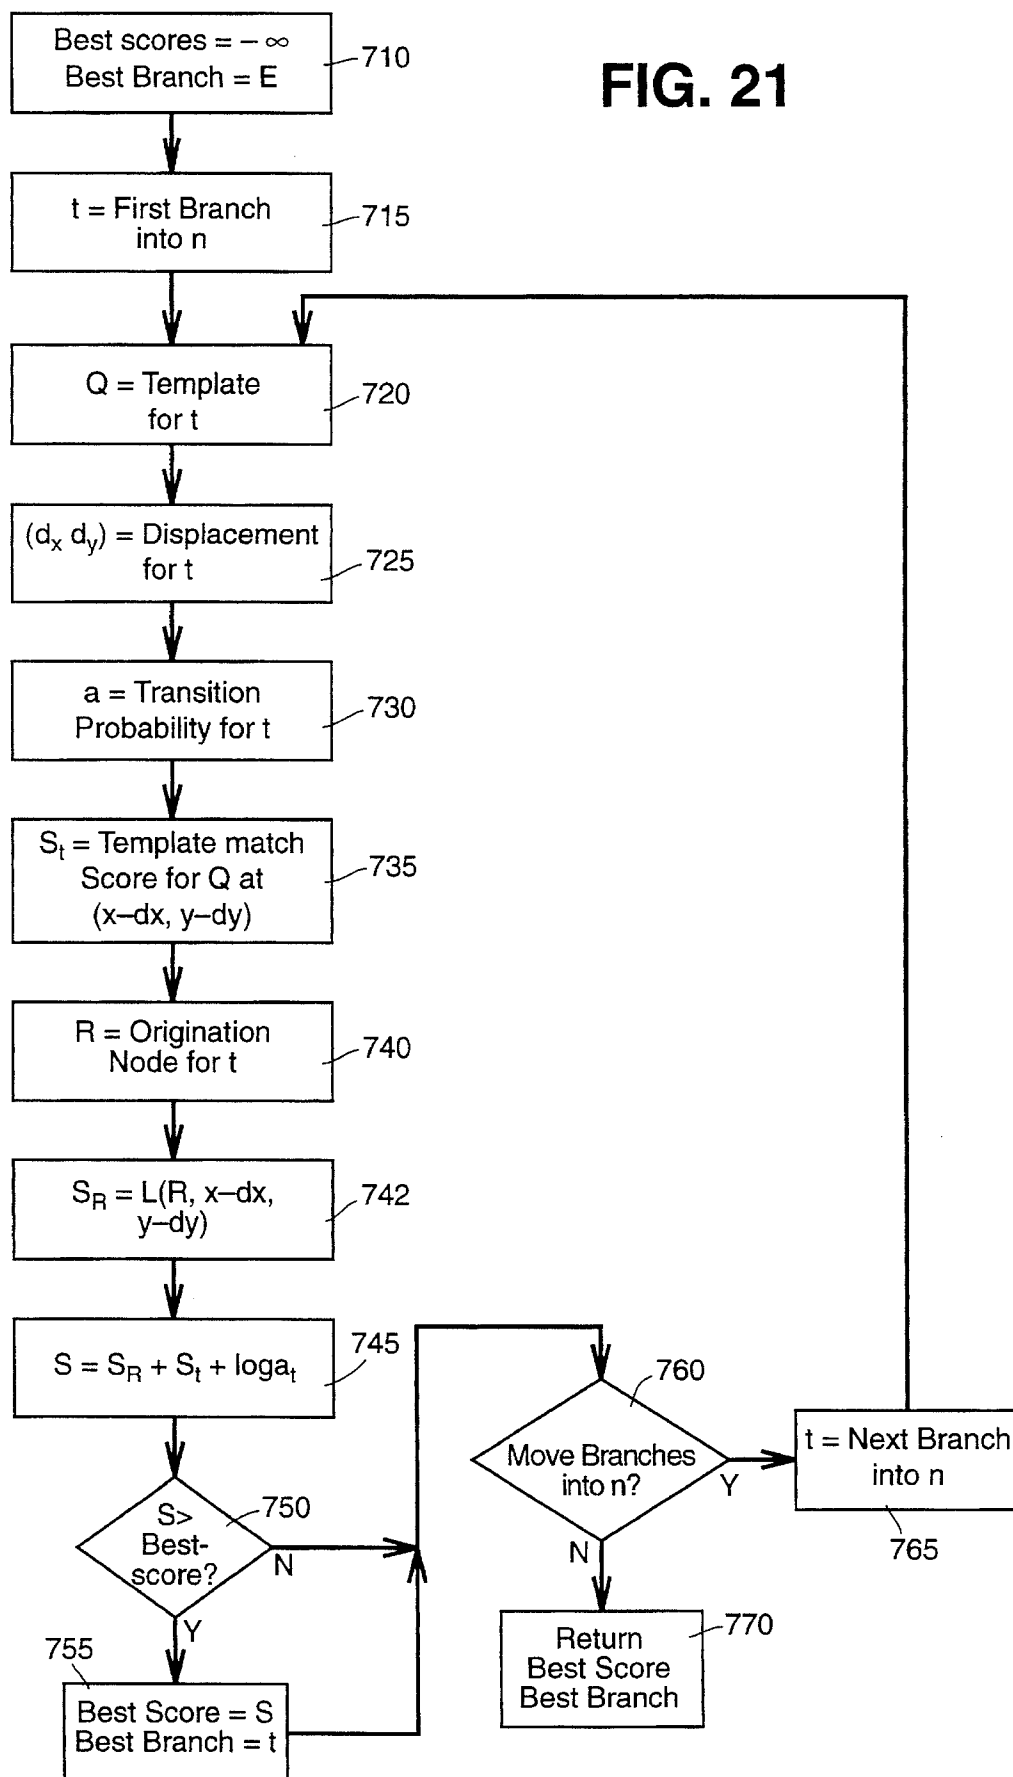 FIG. 21
Best scores = – ∞
Best Branch = E
710
t = First Branch
into n
715
Q = Template
for t
720
(dx dy) = Displacement
for t
725
a = Transition
Probability for t
730
St = Template match
Score for Q at
(x–dx, y–dy)
735
R = Origination
Node for t
740
SR = L(R, x–dx,
y–dy)
742
S = SR + St + logat
745
S>
Best-
score?
750
N
Y
755
Best Score = S
Best Branch = t
760
Move Branches
into n?
Y
N
t = Next Branch
into n
765
Return
Best Score
Best Branch
770